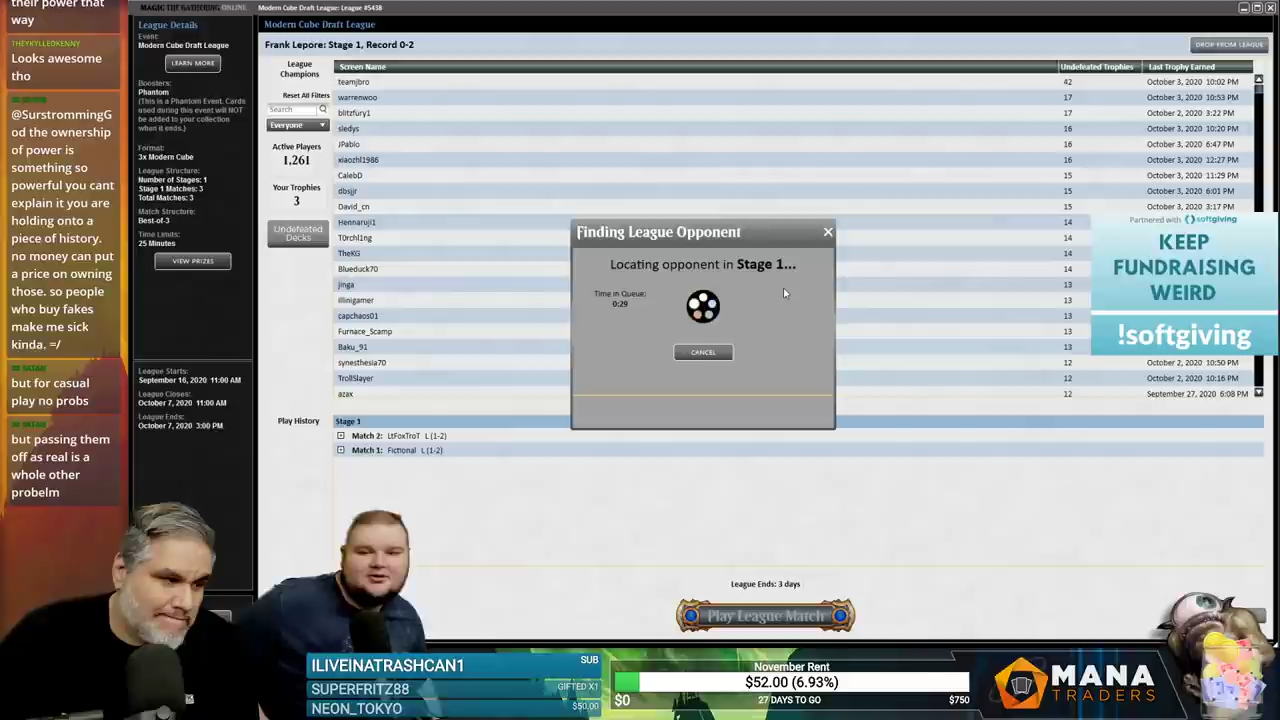 their power that
way
THEYKYLLEDKENNY
Looks awesome
tho
@SurstrommingG
od the ownership
of power is
something so
powerful you cant
explain it you are
holding onto a
piece of history.
no money can put
a price on owning
those. so people
who buy fakes
make me sick
kinda. =/
but for casual
play no probs
but passing them
off as real is a
whole other
probelm
MAGIC THE GATHERING ONLINE
Modern Cube Draft League: League #5438
League Details
Event:
Modern Cube Draft League
LEARN MORE
Boosters:
Phantom
(This is a Phantom Event. Cards
used during this event will NOT
be added to your collection
when it ends.)
Format:
3x Modern Cube
League Structure:
Number of Stages: 1
Stage 1 Matches: 3
Total Matches: 3
Match Structure:
Best-of-3
Time Limits:
25 Minutes
VIEW PRIZES
League Starts:
September 16, 2020 11:00 AM
League Closes:
October 7, 2020 11:00 AM
League Ends:
October 7, 2020 3:00 PM
Modern Cube Draft League
Frank Lepore: Stage 1, Record 0-2
DROP FROM LEAGUE
League
Champions
Reset All Filters
Search
Everyone
Active Players
1,261
Your Trophies
3
Undefeated
Decks
Screen Name Undefeated Trophies Last Trophy Earned
teamjbro 42 October 3, 2020 10:02 PM
warrenwoo 17 October 3, 2020 10:53 PM
blitzfury1 17 October 2, 2020 3:22 PM
sledys 16 October 3, 2020 10:20 PM
JPablo 16 October 3, 2020 6:47 PM
xiaozhl1986 16 October 3, 2020 12:27 PM
CalebD 15 October 3, 2020 11:29 PM
dbsjjr 15 October 3, 2020 6:01 PM
David_cn 15 October 3, 2020 3:17 PM
Hennaruji1 14
T0rchl1ng 14
TheKG 14
Blueduck70 14
jinga 13
illinigamer 13
capchaos01 13
Furnace_Scamp 13
Baku_91 13
synesthesia70 12 October 2, 2020 10:50 PM
TrollSlayer 12 October 2, 2020 10:16 PM
azax 12 September 27, 2020 6:08 PM
Finding League Opponent
Locating opponent in Stage 1...
Time in Queue:
0:29
CANCEL
Partnered with softgiving
KEEP
FUNDRAISING
WEIRD
!softgiving
Play History
Stage 1
Match 2: LtFoxTroT L (1-2)
Match 1: Fictional L (1-2)
League Ends: 3 days
Play League Match
ILIVEINATRASHCAN1 SUB
SUPERFRITZ88 GIFTED X1
NEON_TOKYO $50.00
November Rent
$52.00 (6.93%)
$0 27 DAYS TO GO $750
MANA
TRADERS